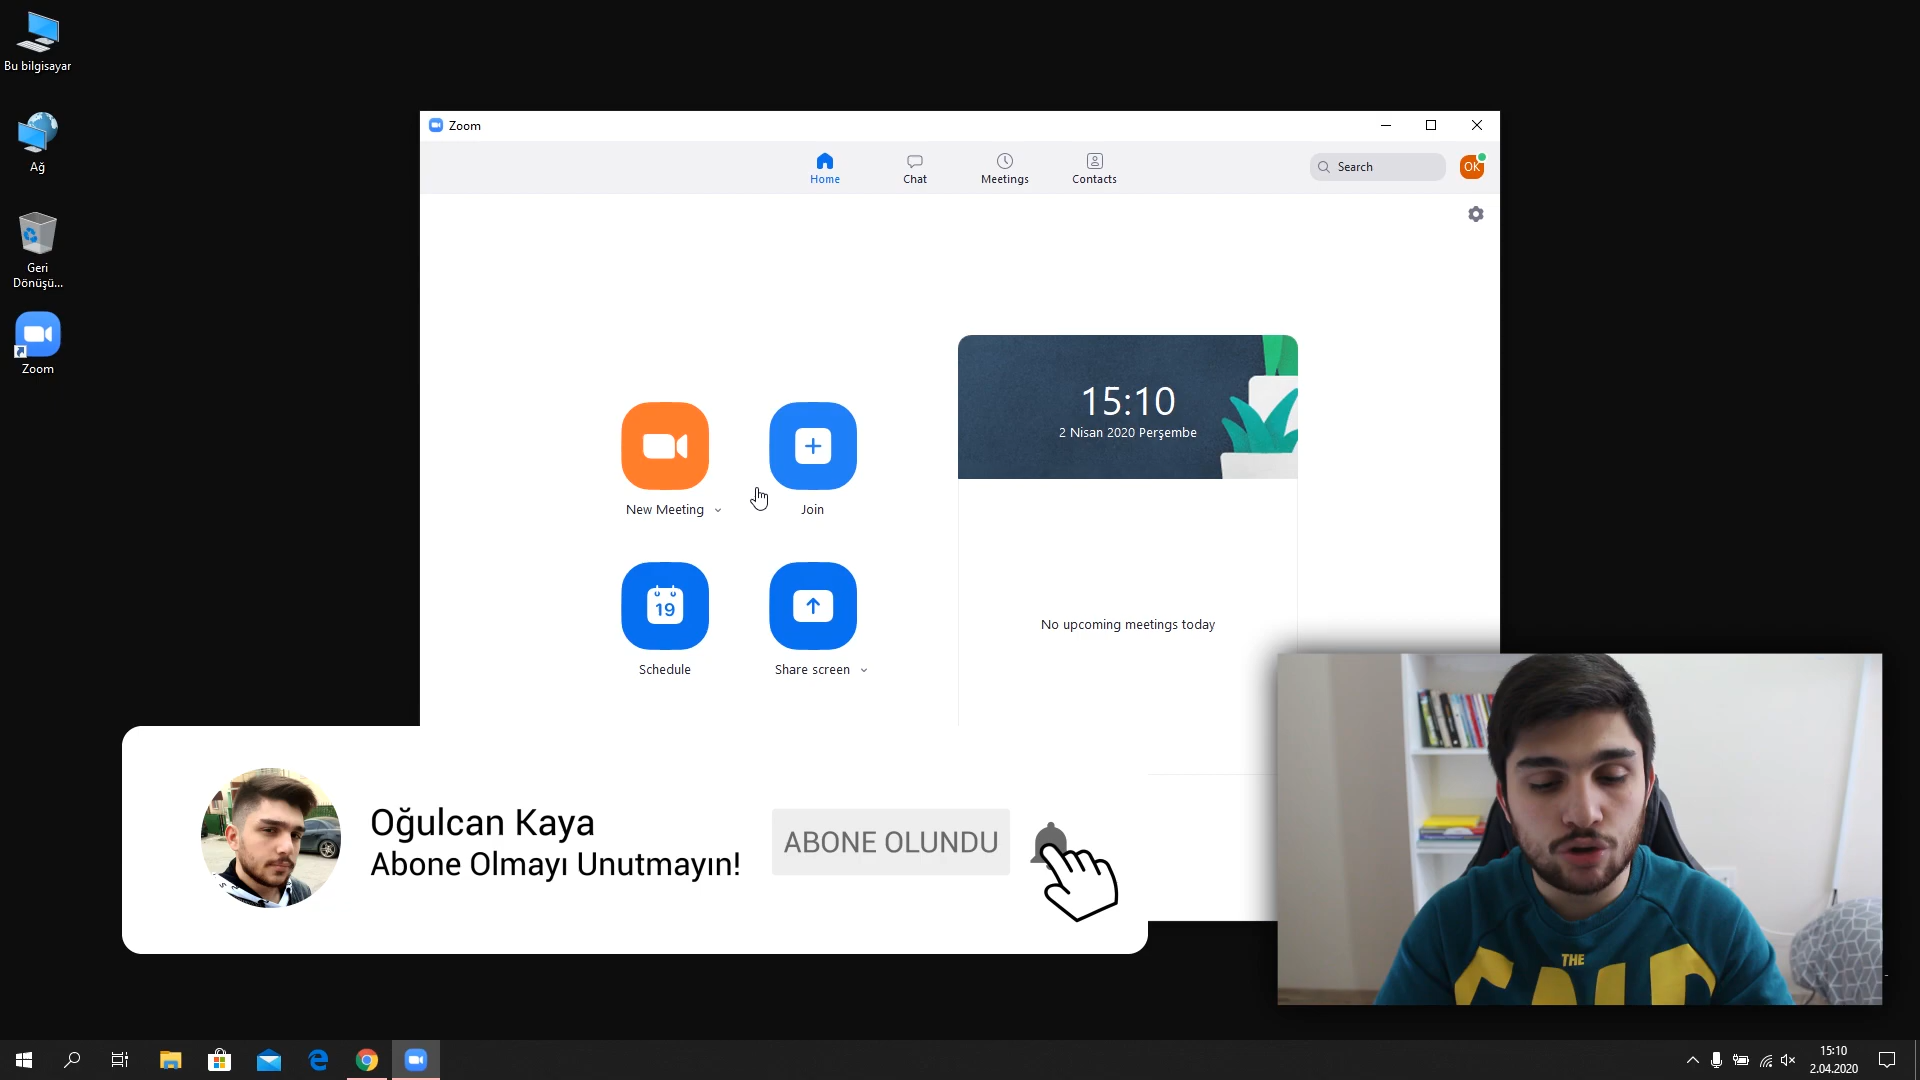 Bu bilgisayar
Ağ
Geri
Dönüşü...
Zoom
Zoom
Home
Chat
Meetings
Contacts
Search
OK
15:10
2 Nisan 2020 Perşembe
New Meeting
Join
19
Schedule
Share screen
No upcoming meetings today
Oğulcan Kaya
Abone Olmayı Unutmayın!
ABONE OLUNDU
THE
15:10
2.04.2020